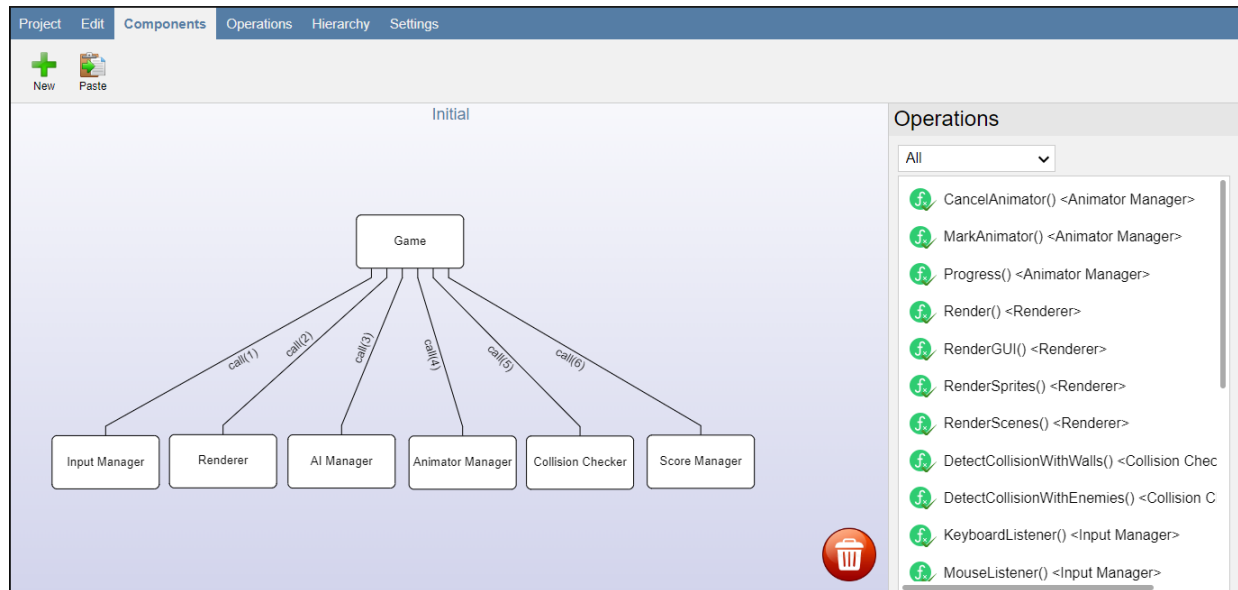 Project Edit Components Operations Hierarchy Settings
New Paste
Initial
Operations
All
Game
call(1) call(2) call(3) call(4) call(5) call(6)
Input Manager Renderer AI Manager Animator Manager Collision Checker Score Manager
CancelAnimator() <Animator Manager>
MarkAnimator() <Animator Manager>
Progress() <Animator Manager>
Render() <Renderer>
RenderGUI() <Renderer>
RenderSprites() <Renderer>
RenderScenes() <Renderer>
DetectCollisionWithWalls() <Collision Chec
DetectCollisionWithEnemies() <Collision C
KeyboardListener() <Input Manager>
MouseListener() <Input Manager>